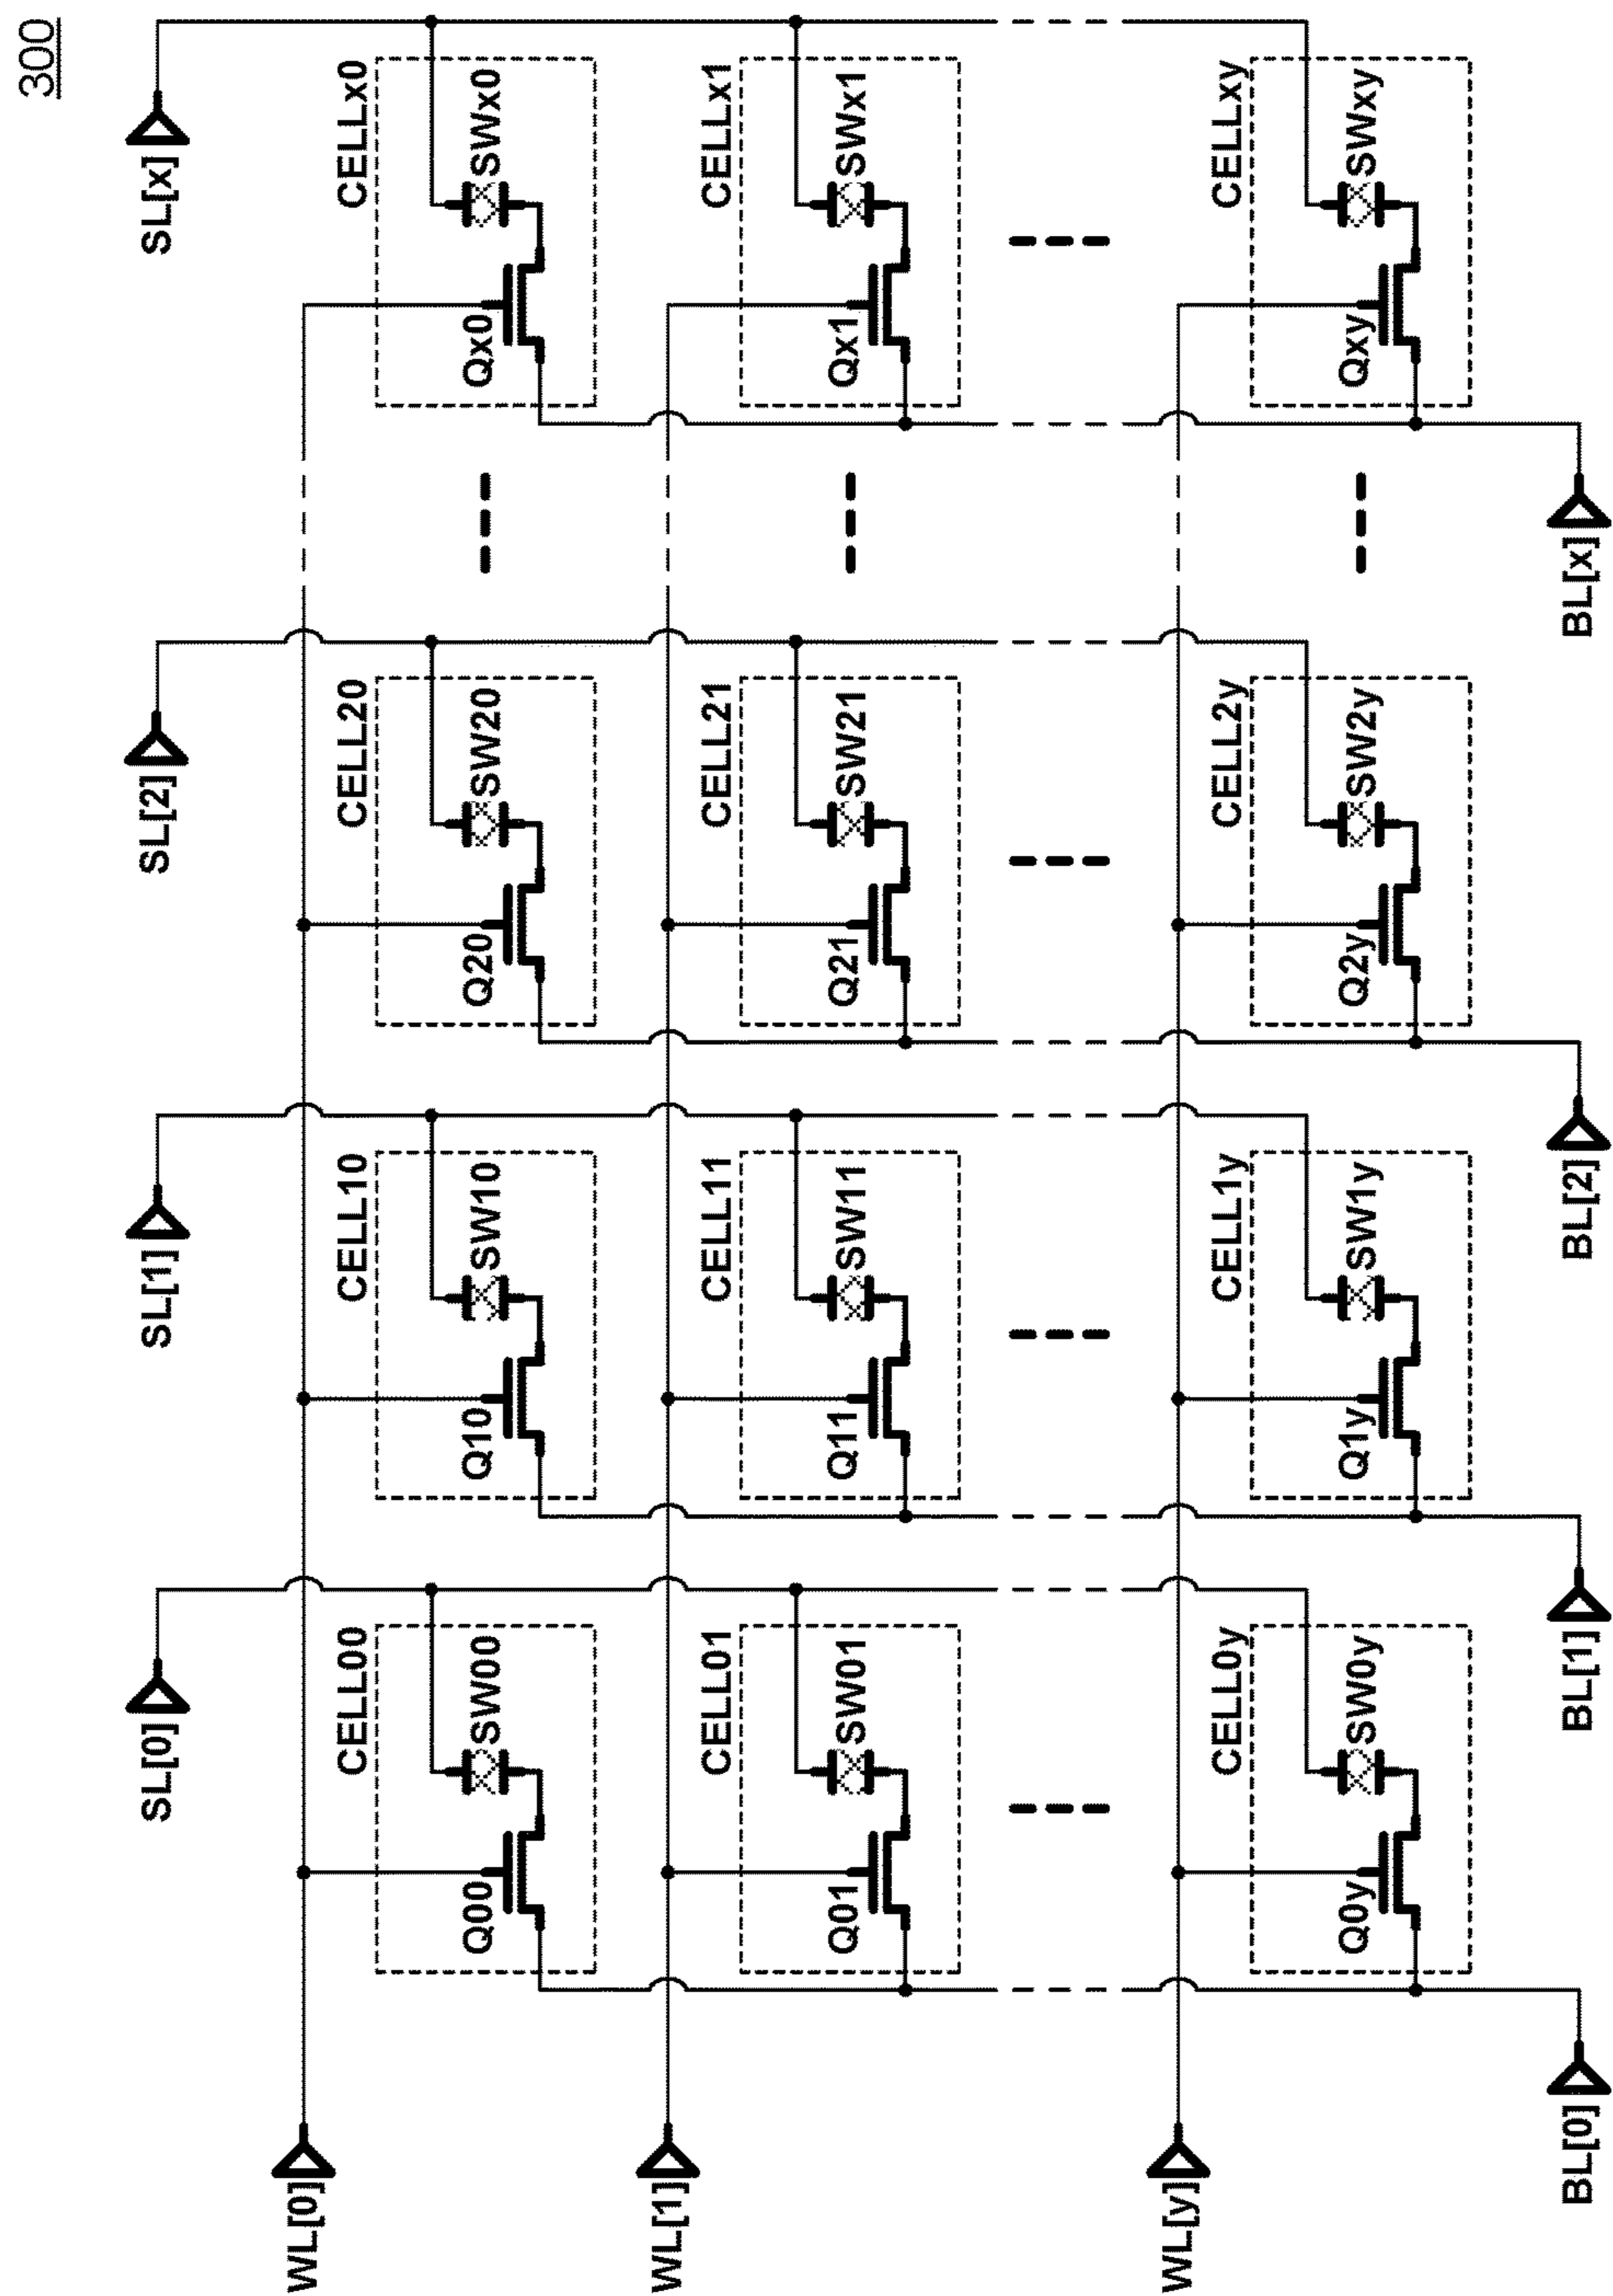 300
SL[0] SL[1] SL[2] SL[x]
WL[0]
CELL00 CELL10 CELL20 CELLx0
Q00 SW00 Q10 SW10 Q20 SW20 Qx0 SWx0
WL[1]
CELL01 CELL11 CELL21 CELLx1
Q01 SW01 Q11 SW11 Q21 SW21 Qx1 SWx1
WL[y]
CELL0y CELL1y CELL2y CELLxy
Q0y SW0y Q1y SW1y Q2y SW2y Qxy SWxy
BL[0] BL[1] BL[2] BL[x]